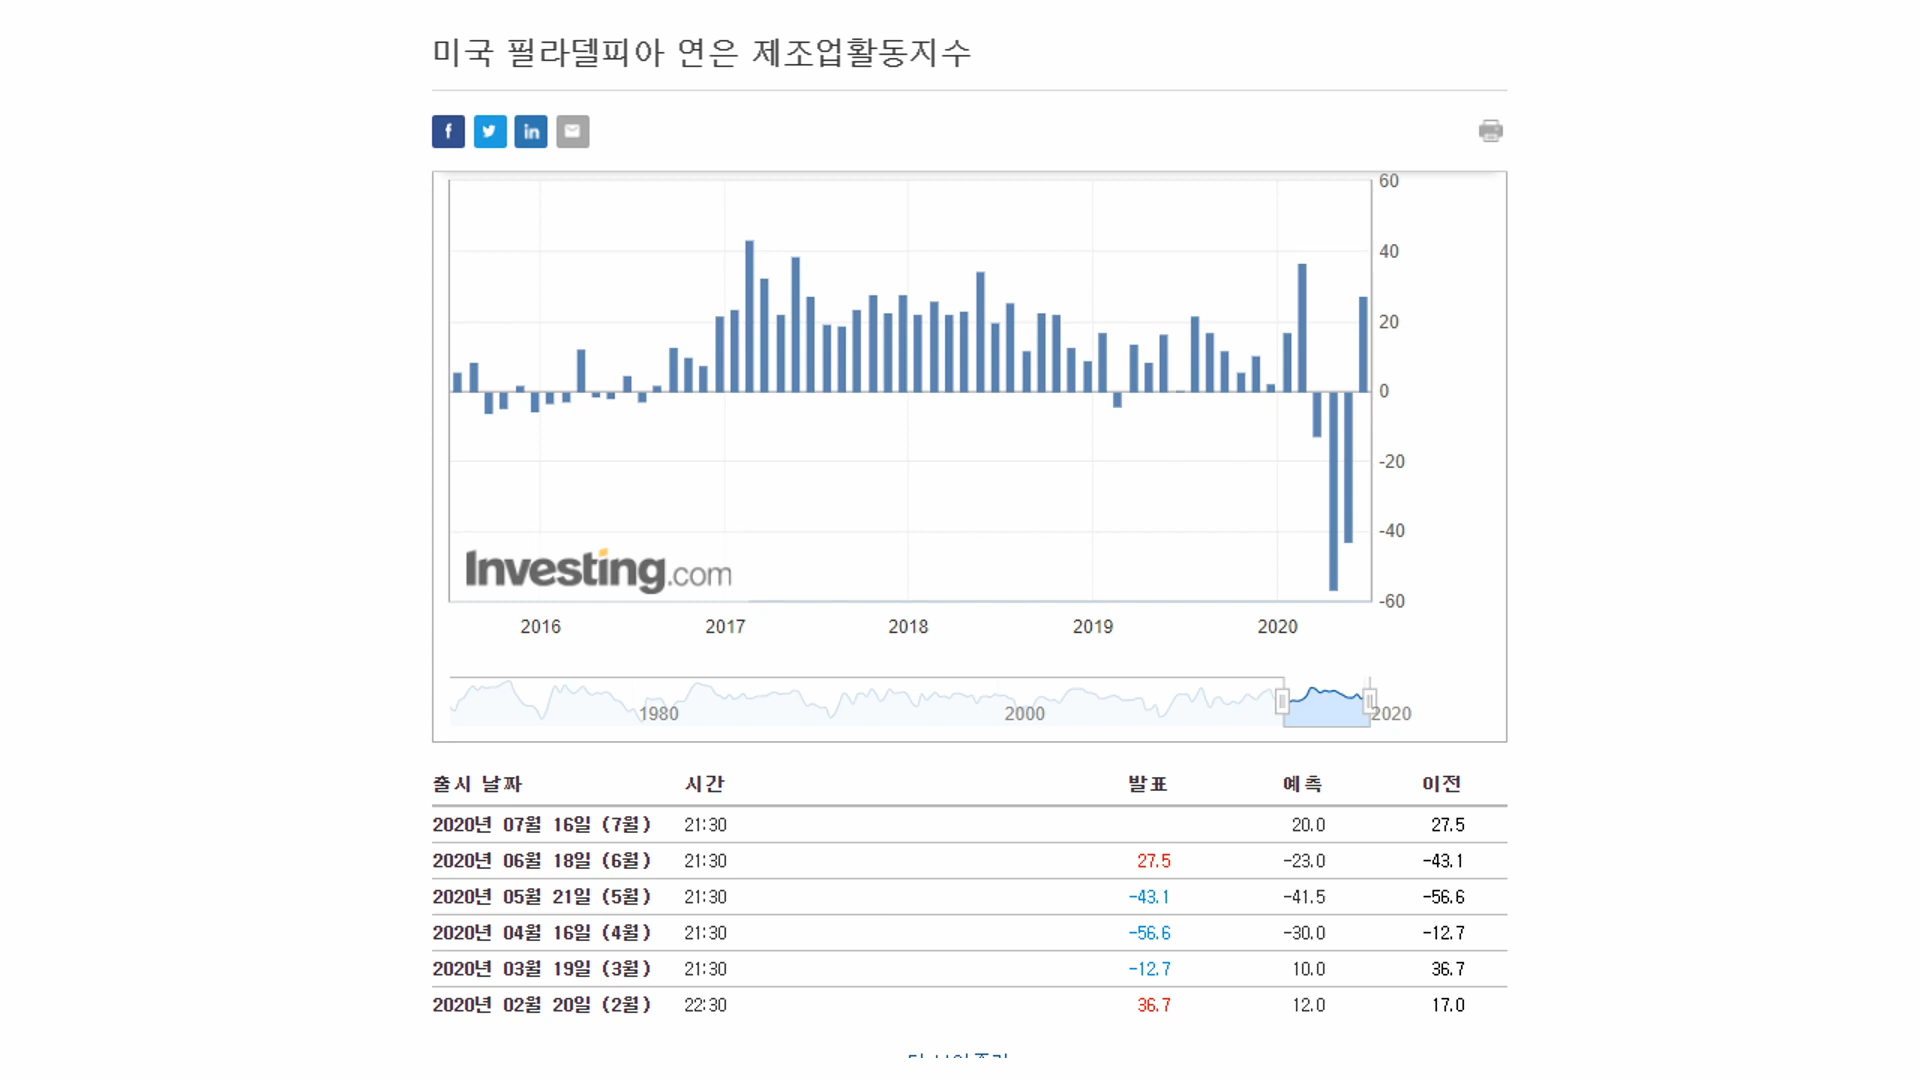 미국 필라델피아 연은 제조업활동지수
f
in
60
40
20
0
-20
-40
-60
Investing.com
2016 2017 2018 2019 2020
1980 2000 2020
출시 날짜 시간 발표 예측 이전
2020년 07월 16일 (7월) 21:30 20.0 27.5
2020년 06월 18일 (6월) 21:30 27.5 -23.0 -43.1
2020년 05월 21일 (5월) 21:30 -43.1 -41.5 -56.6
2020년 04월 16일 (4월) 21:30 -56.6 -30.0 -12.7
2020년 03월 19일 (3월) 21:30 -12.7 10.0 36.7
2020년 02월 20일 (2월) 22:30 36.7 12.0 17.0